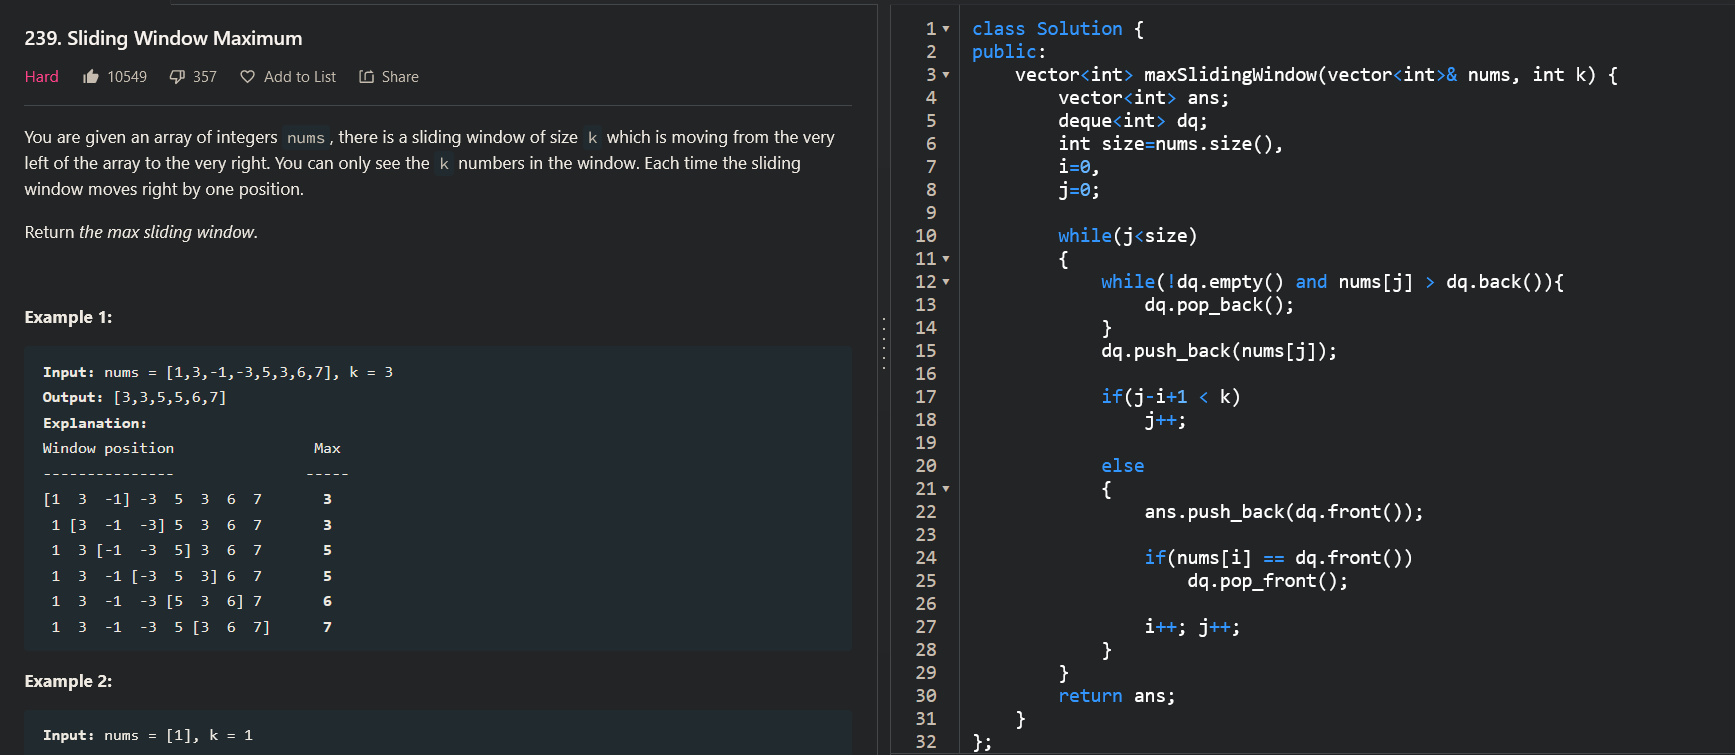 239. Sliding Window Maximum
Hard 10549 357 Add to List Share
You are given an array of integers nums, there is a sliding window of size k which is moving from the very
left of the array to the very right. You can only see the k numbers in the window. Each time the sliding
window moves right by one position.
Return the max sliding window.
Example 1:
Input: nums = [1,3,-1,-3,5,3,6,7], k = 3
Output: [3,3,5,5,6,7]
Explanation:
Window position                Max
---------------               -----
[1  3  -1] -3  5  3  6  7       3
 1 [3  -1  -3] 5  3  6  7       3
 1  3 [-1  -3  5] 3  6  7       5
 1  3  -1 [-3  5  3] 6  7       5
 1  3  -1  -3 [5  3  6] 7       6
 1  3  -1  -3  5 [3  6  7]      7
Example 2:
Input: nums = [1], k = 1
1 class Solution {
2 public:
3     vector<int> maxSlidingWindow(vector<int>& nums, int k) {
4         vector<int> ans;
5         deque<int> dq;
6         int size=nums.size(),
7         i=0,
8         j=0;
9
10         while(j<size)
11         {
12             while(!dq.empty() and nums[j] > dq.back()){
13                 dq.pop_back();
14             }
15             dq.push_back(nums[j]);
16
17             if(j-i+1 < k)
18                 j++;
19
20             else
21             {
22                 ans.push_back(dq.front());
23
24                 if(nums[i] == dq.front())
25                     dq.pop_front();
26
27                 i++; j++;
28             }
29         }
30         return ans;
31     }
32 };